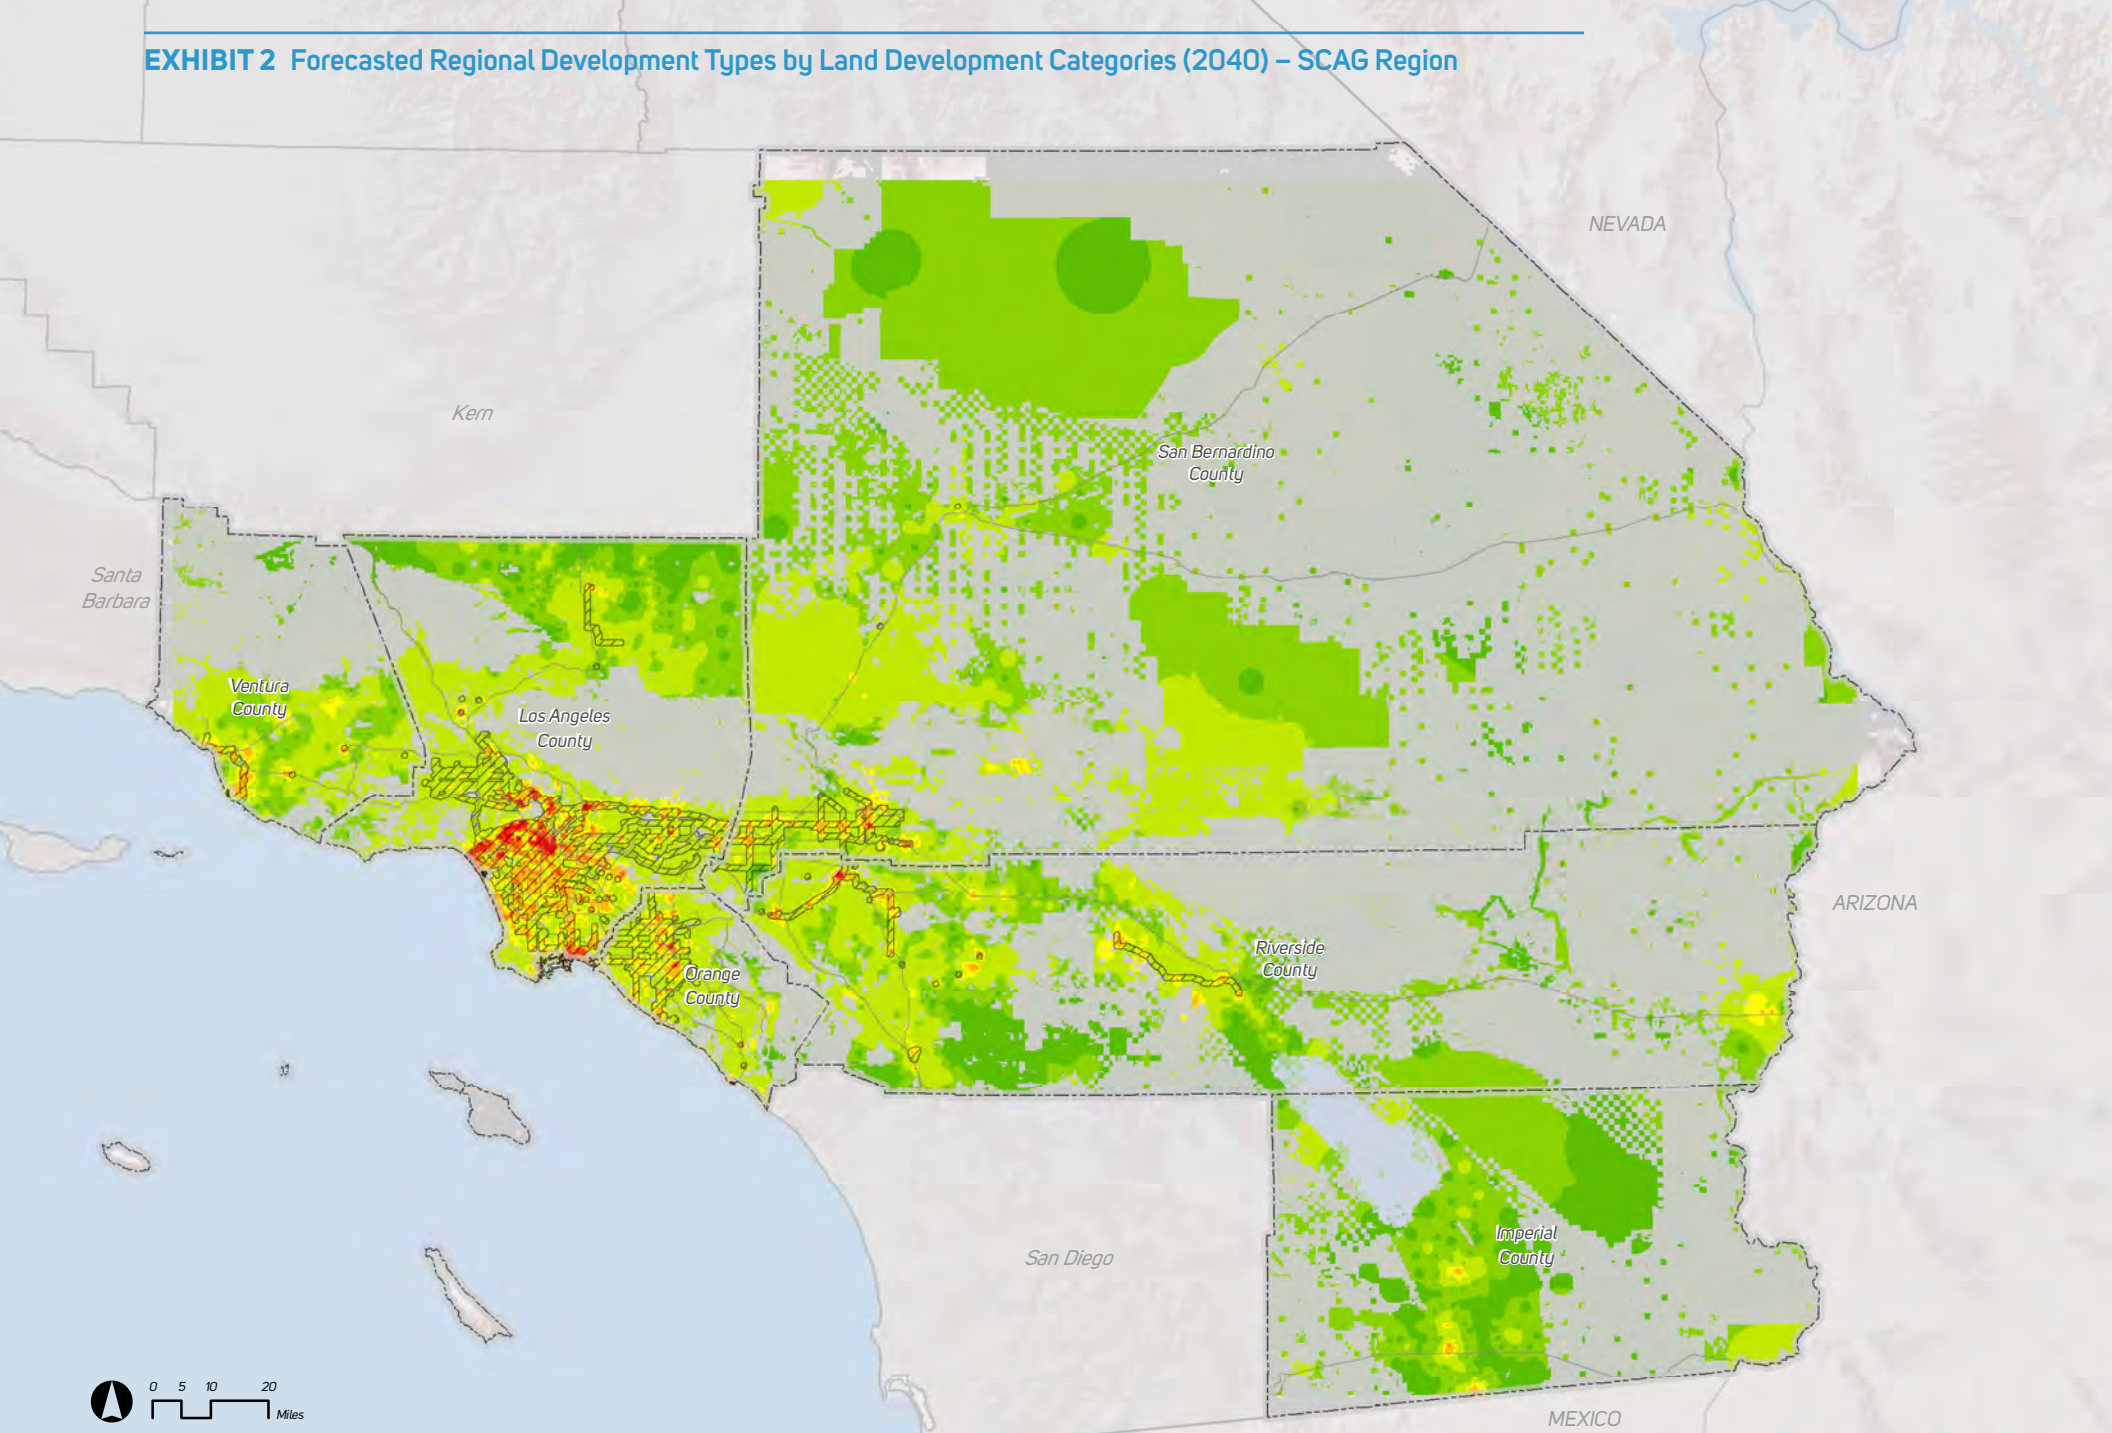 EXHIBIT 2 Forecasted Regional Development Types by Land Development Categories (2040) – SCAG Region
NEVADA
Kern
San Bernardino
County
Santa
Barbara
Ventura
County
Los Angeles
County
ARIZONA
Riverside
County
Orange
County
Imperial
County
San Diego
0 5 10 20
Miles
MEXICO